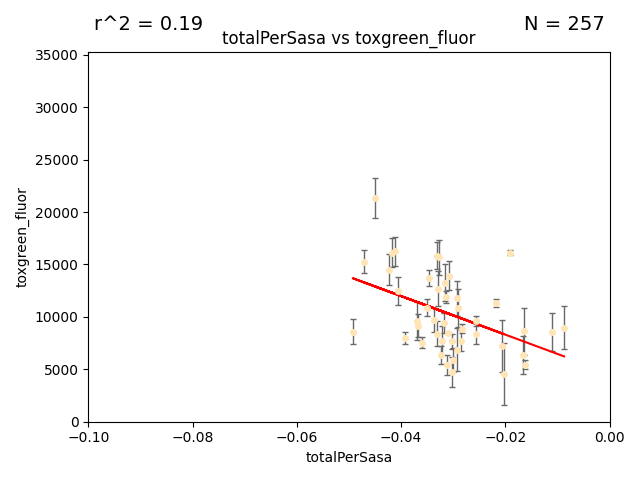 r^2 = 0.19
N = 257
totalPerSasa vs toxgreen_fluor
35000
30000
25000
20000
15000
10000
5000
0
toxgreen_fluor
−0.10
−0.08
−0.06
−0.04
−0.02
0.00
totalPerSasa